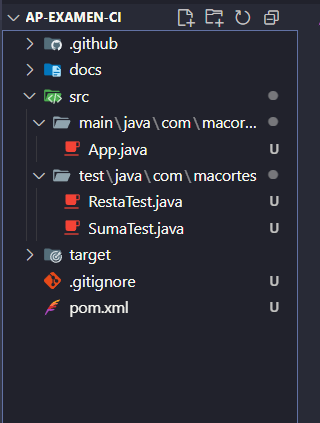 AP-EXAMEN-CI
.github
docs
src
main\java\com\macor...
App.java U
test\java\com\macortes
RestaTest.java U
SumaTest.java U
target
.gitignore U
pom.xml U